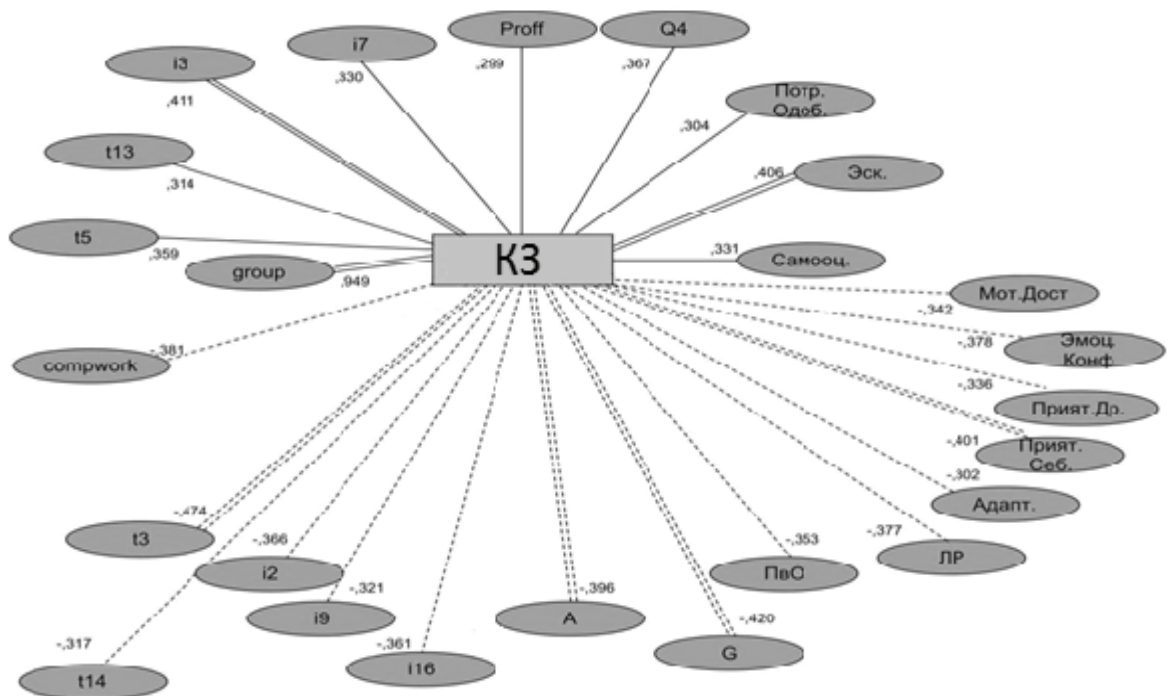 Proff
Q4
i7
i3
,299
,367
,330
,411
Потр.
Одоб.
,304
t13
,314
Эск.
,406
t5
,359
group
,949
КЗ
,331
Самооц.
Мот.Дост
-,342
Эмоц.
Конф
-,378
compwork
-,381
-,336
Прият.Др.
-,401
Прият.
Себ.
-,302
Адапт.
-,474
t3
-,366
i2
-,353
ПвО
-,377
ЛР
-,321
i9
-,396
A
-,420
G
-,317
t14
-,361
i16